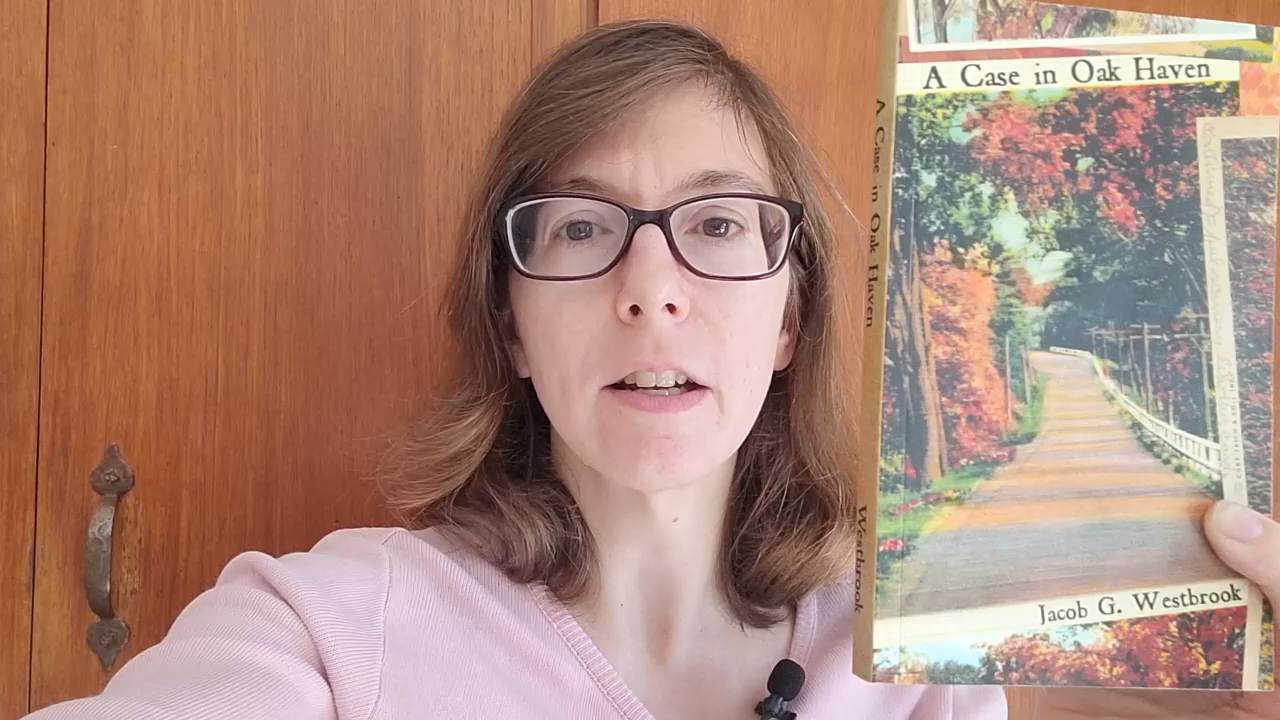 A Case in Oak Haven
A Case in Oak Haven
Westbrook
Jacob G. Westbrook